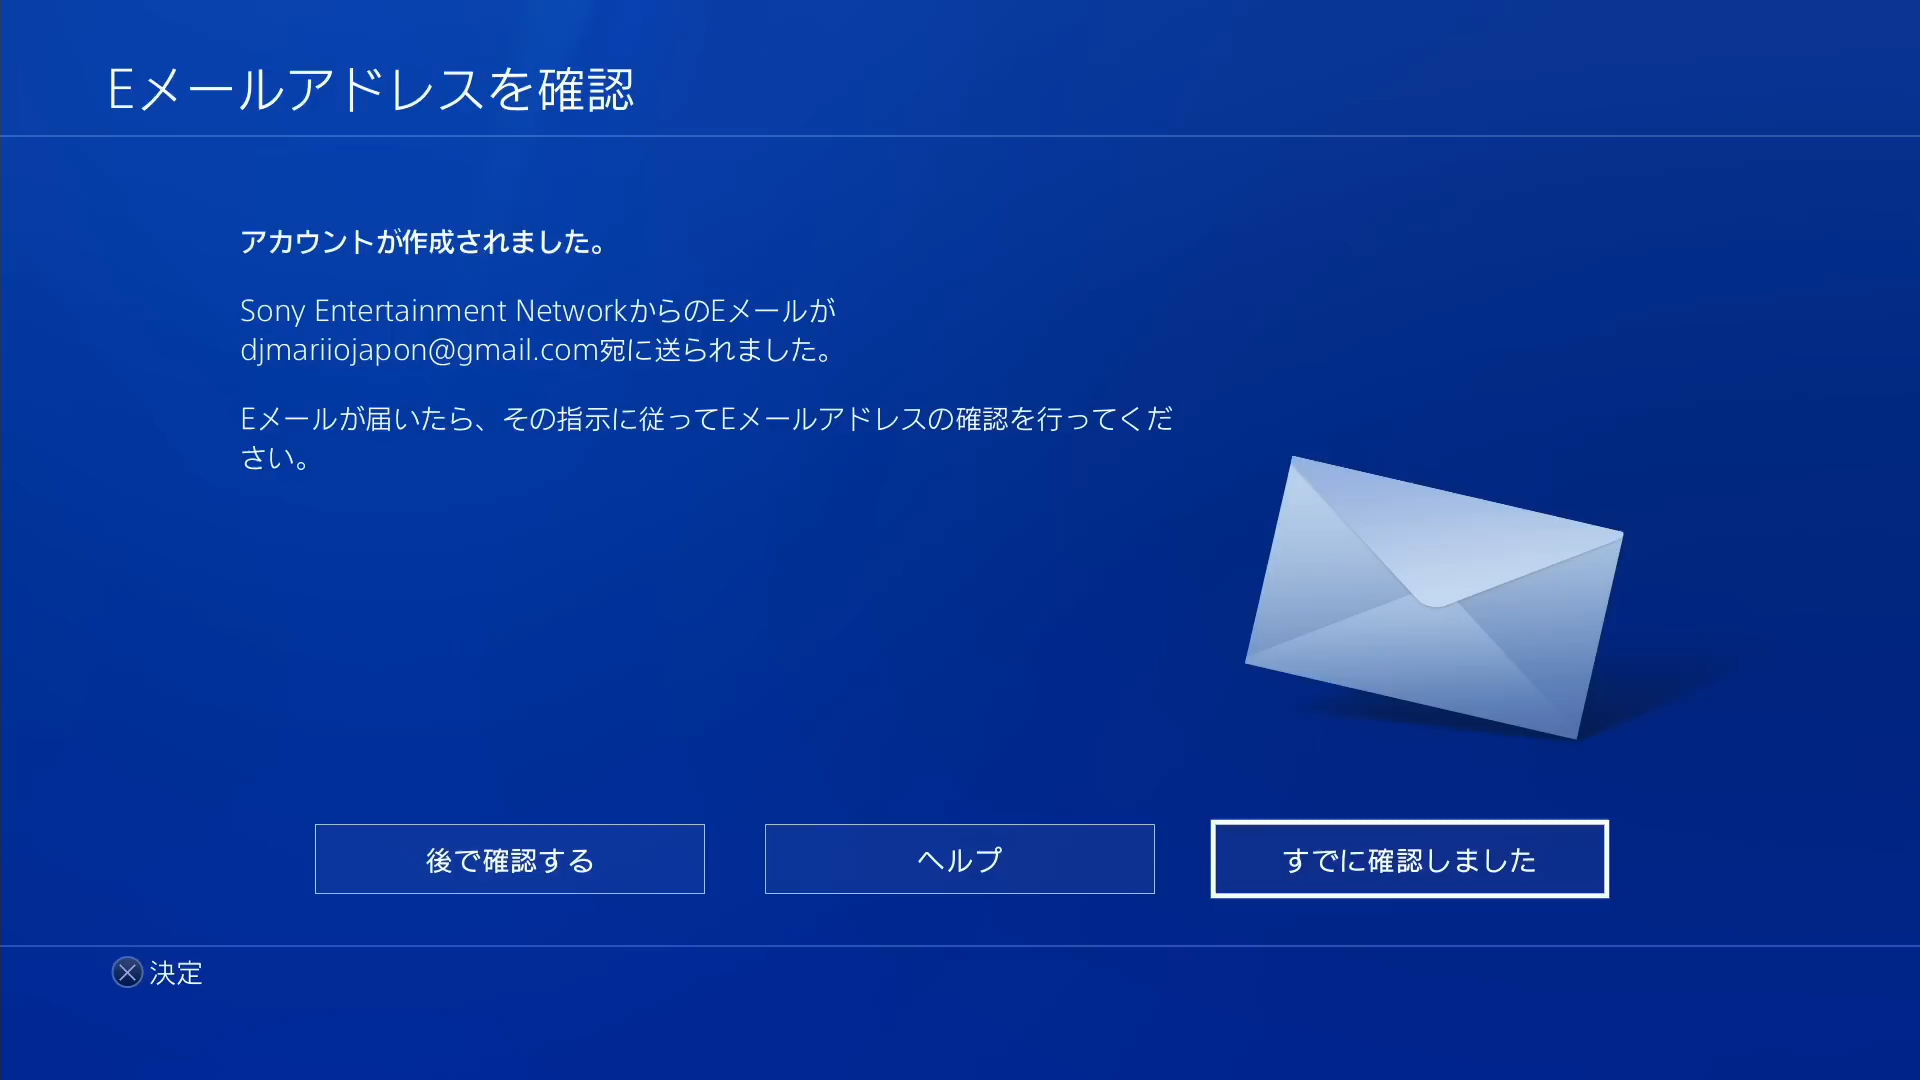 Eメールアドレスを確認
アカウントが作成されました。
Sony Entertainment NetworkからのEメールが
djmariiojapon@gmail.com宛に送られました。
Eメールが届いたら、その指示に従ってEメールアドレスの確認を行ってくだ
さい。
後で確認する
ヘルプ
すでに確認しました
決定